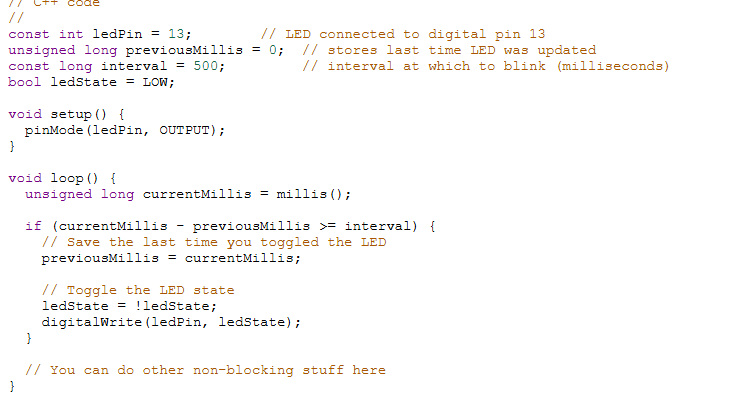 // C++ code
//
const int ledPin = 13;        // LED connected to digital pin 13
unsigned long previousMillis = 0;  // stores last time LED was updated
const long interval = 500;         // interval at which to blink (milliseconds)
bool ledState = LOW;

void setup() {
  pinMode(ledPin, OUTPUT);
}

void loop() {
  unsigned long currentMillis = millis();

  if (currentMillis - previousMillis >= interval) {
    // Save the last time you toggled the LED
    previousMillis = currentMillis;

    // Toggle the LED state
    ledState = !ledState;
    digitalWrite(ledPin, ledState);
  }

  // You can do other non-blocking stuff here
}